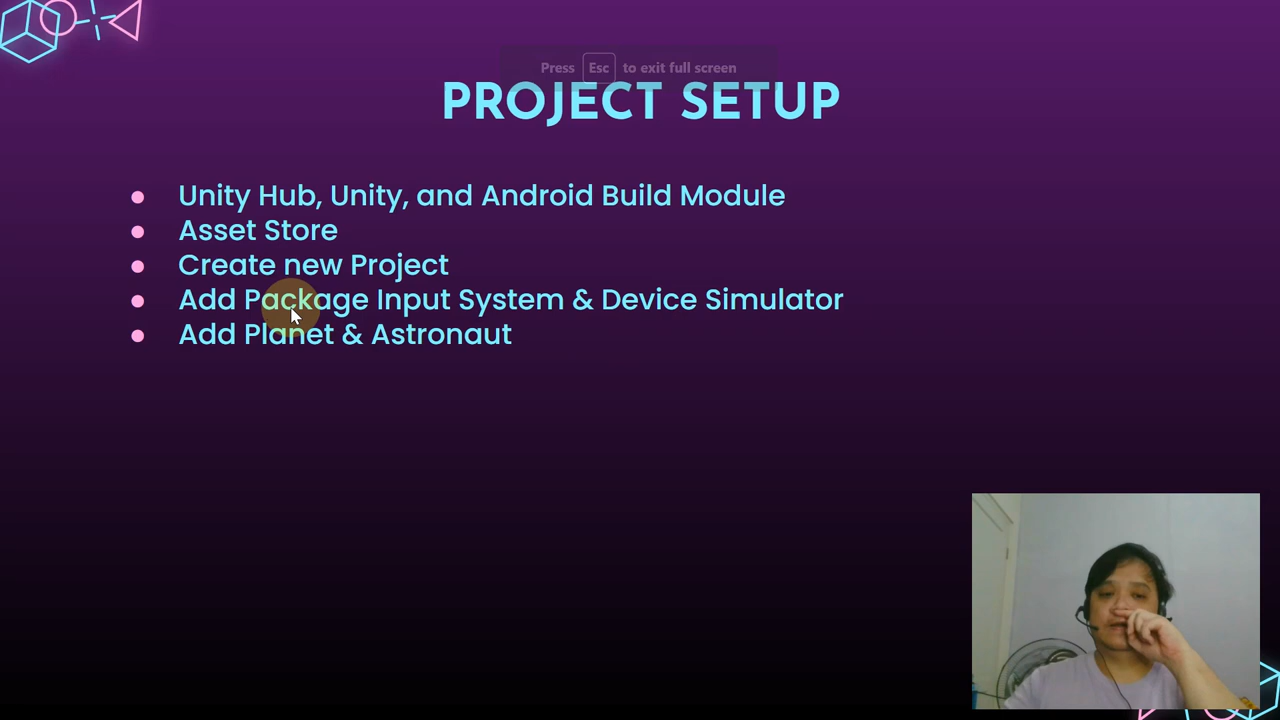 Press Esc to exit full screen
PROJECT SETUP
● Unity Hub, Unity, and Android Build Module
● Asset Store
● Create new Project
● Add Package Input System & Device Simulator
● Add Planet & Astronaut